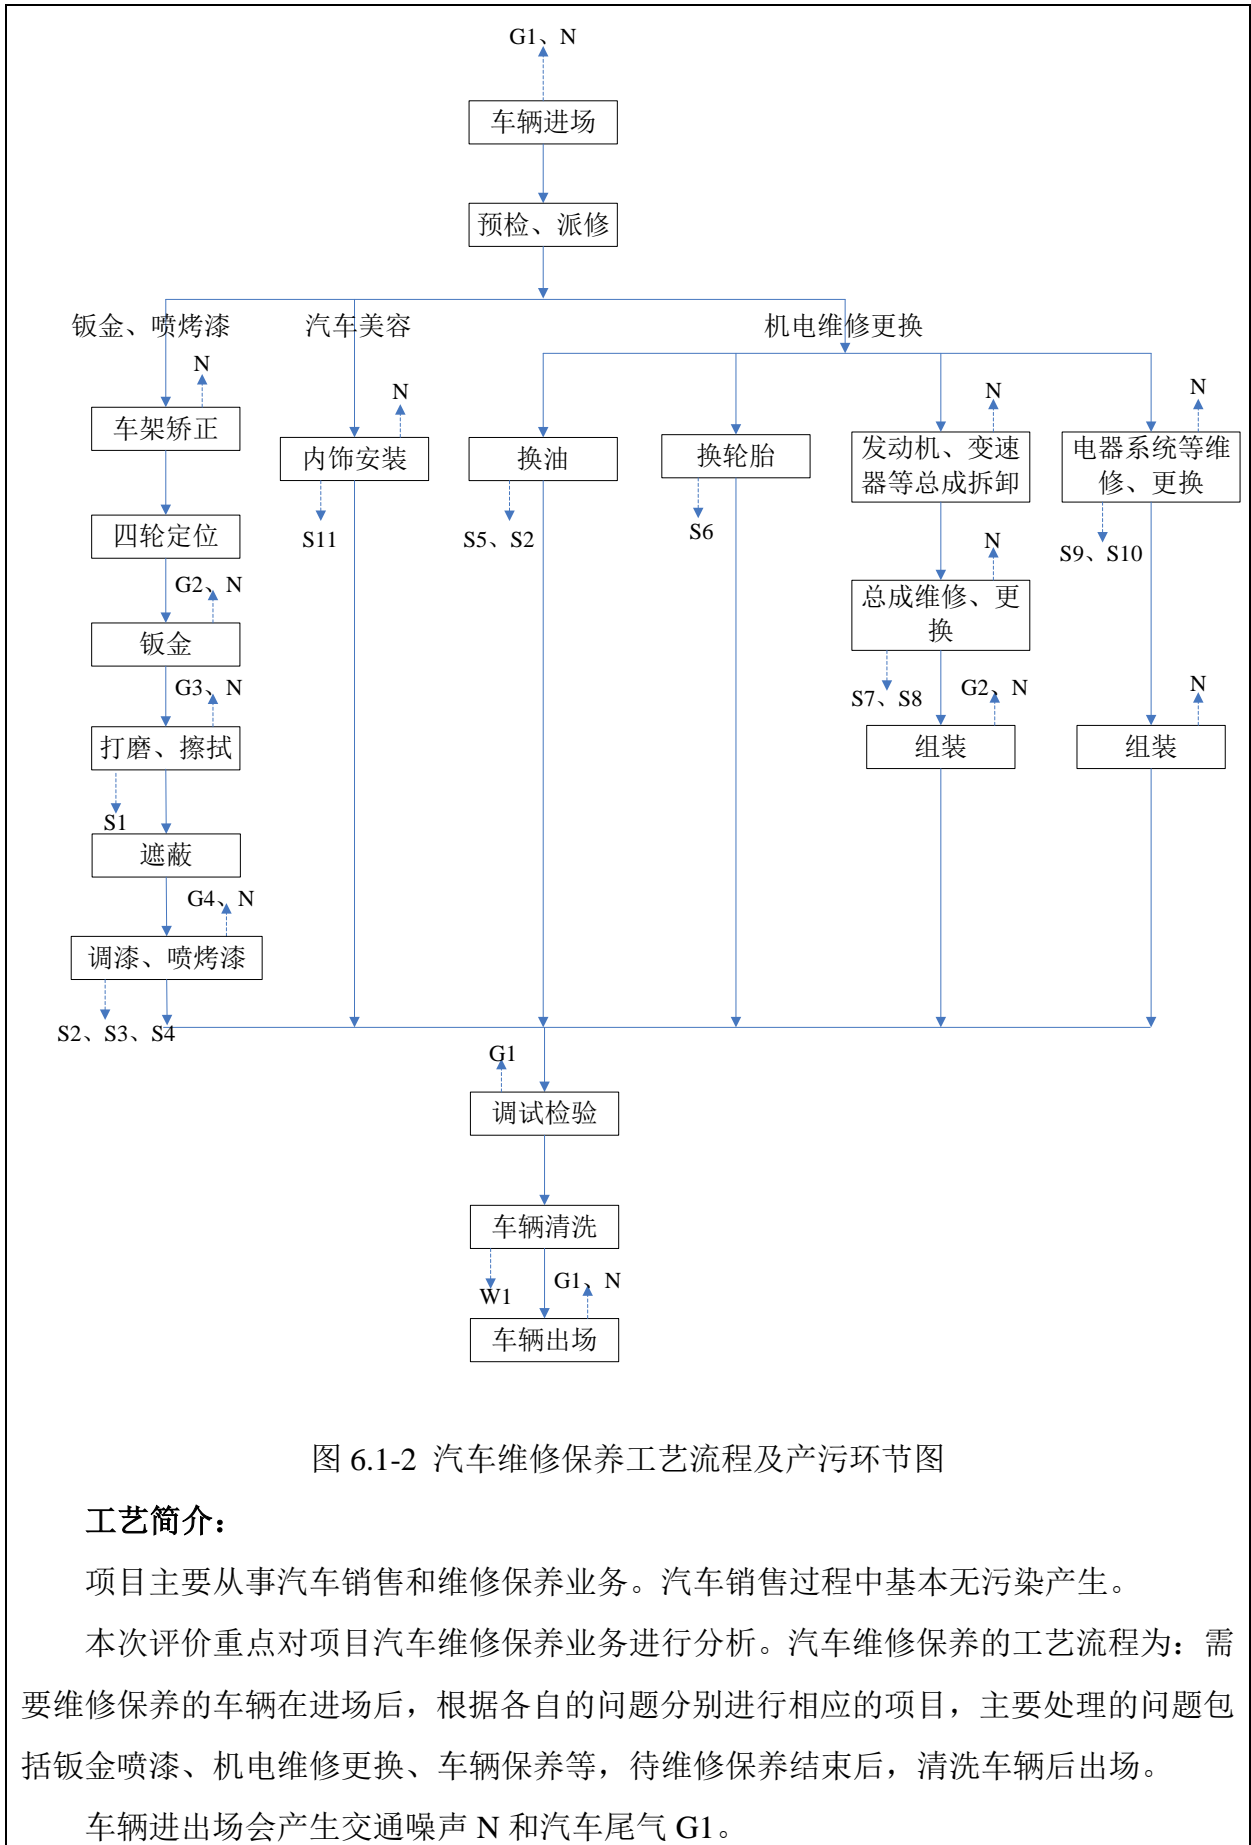 G1、N
车辆进场
预检、派修
钣金、喷烤漆
汽车美容
机电维修更换
N
车架矫正
四轮定位
G2、N
钣金
G3、N
打磨、擦拭
S1
遮蔽
G4、N
调漆、喷烤漆
S2、S3、S4
N
内饰安装
S11
换油
S5、S2
换轮胎
S6
N
发动机、变速
器等总成拆卸
N
总成维修、更
换
S7、S8
G2、N
组装
N
电器系统等维
修、更换
S9、S10
N
组装
G1
调试检验
车辆清洗
W1
G1、N
车辆出场
图 6.1-2 汽车维修保养工艺流程及产污环节图
工艺简介：
项目主要从事汽车销售和维修保养业务。汽车销售过程中基本无污染产生。
本次评价重点对项目汽车维修保养业务进行分析。汽车维修保养的工艺流程为：需
要维修保养的车辆在进场后，根据各自的问题分别进行相应的项目，主要处理的问题包
括钣金喷漆、机电维修更换、车辆保养等，待维修保养结束后，清洗车辆后出场。
车辆进出场会产生交通噪声 N 和汽车尾气 G1。